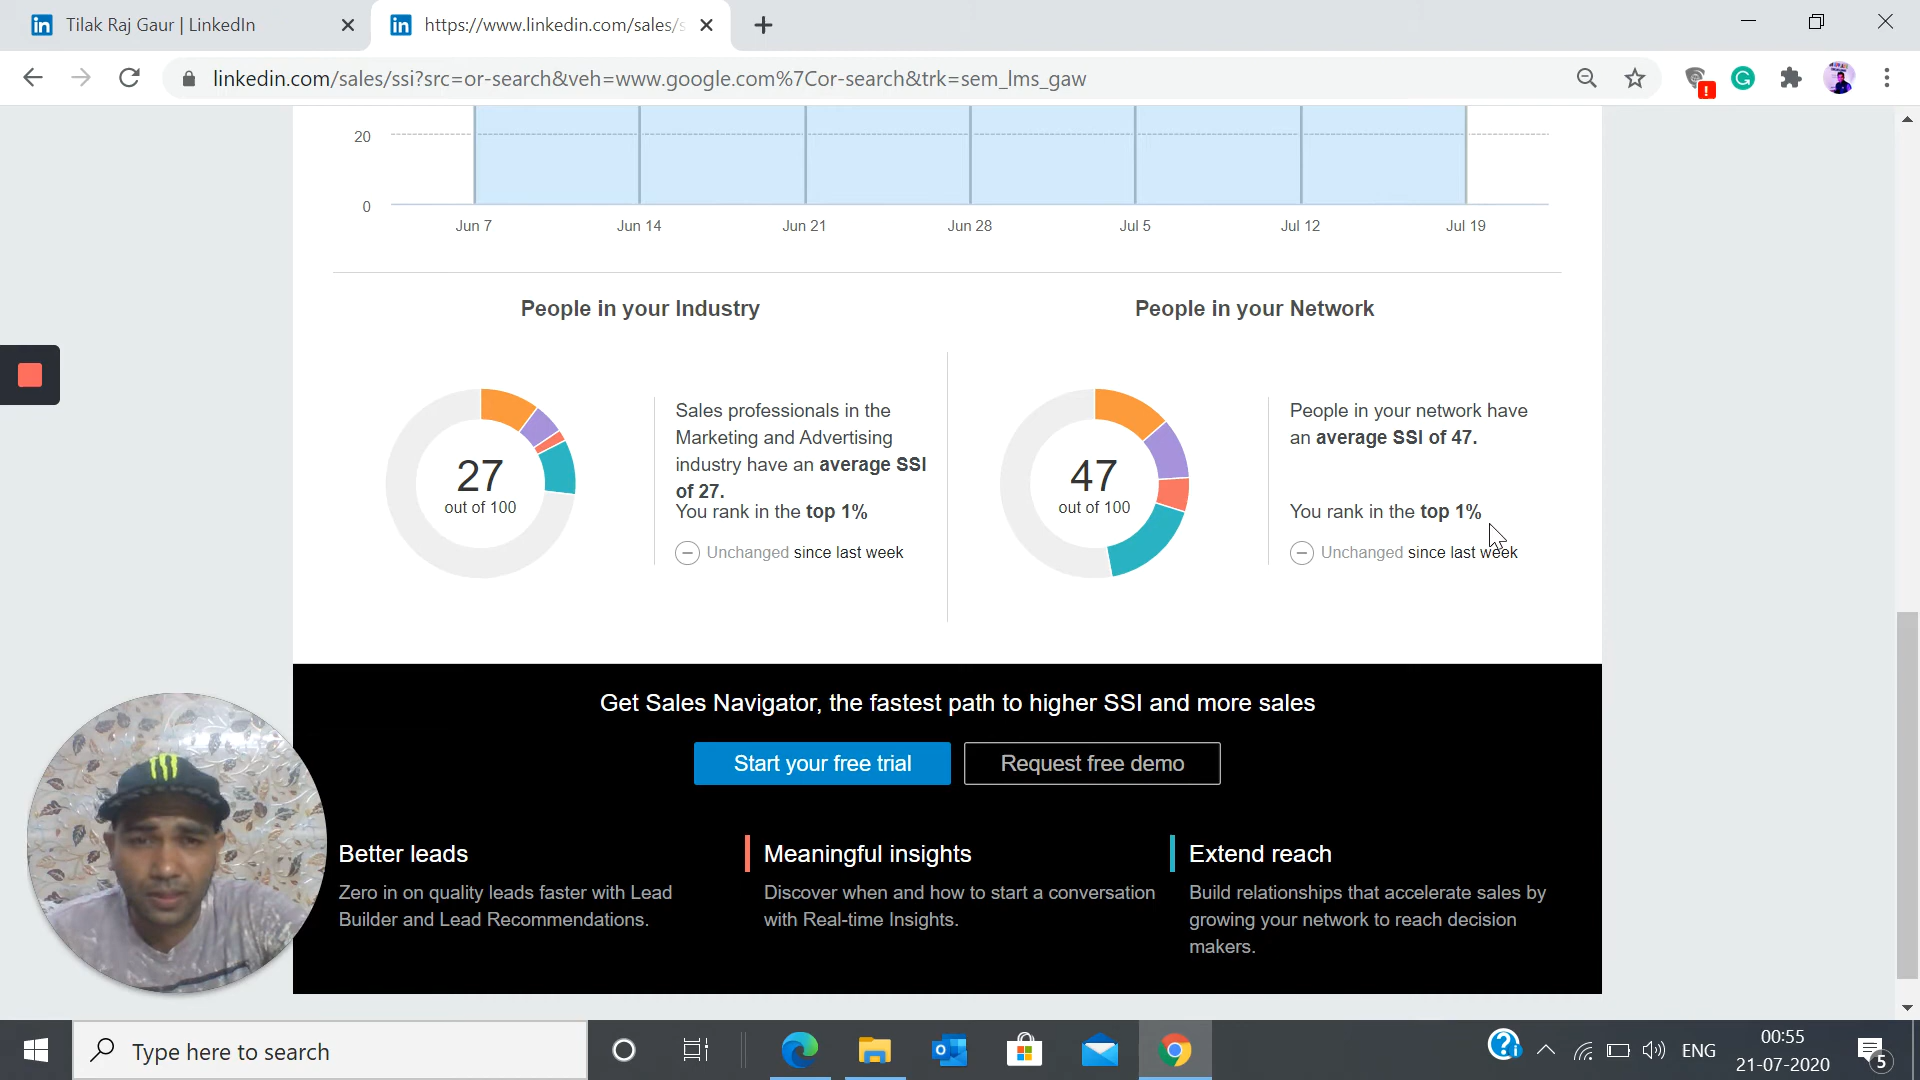 Tilak Raj Gaur | LinkedIn
https://www.linkedin.com/sales/s
linkedin.com/sales/ssi?src=or-search&veh=www.google.com%7Cor-search&trk=sem_lms_gaw
20
0
Jun 7 Jun 14 Jun 21 Jun 28 Jul 5 Jul 12 Jul 19
People in your Industry
27
out of 100
Sales professionals in the
Marketing and Advertising
industry have an average SSI
of 27.
You rank in the top 1%
Unchanged since last week
People in your Network
47
out of 100
People in your network have
an average SSI of 47.
You rank in the top 1%
Unchanged since last week
Get Sales Navigator, the fastest path to higher SSI and more sales
Start your free trial
Request free demo
Better leads
Zero in on quality leads faster with Lead
Builder and Lead Recommendations.
Meaningful insights
Discover when and how to start a conversation
with Real-time Insights.
Extend reach
Build relationships that accelerate sales by
growing your network to reach decision
makers.
Type here to search
ENG
00:55
21-07-2020
5